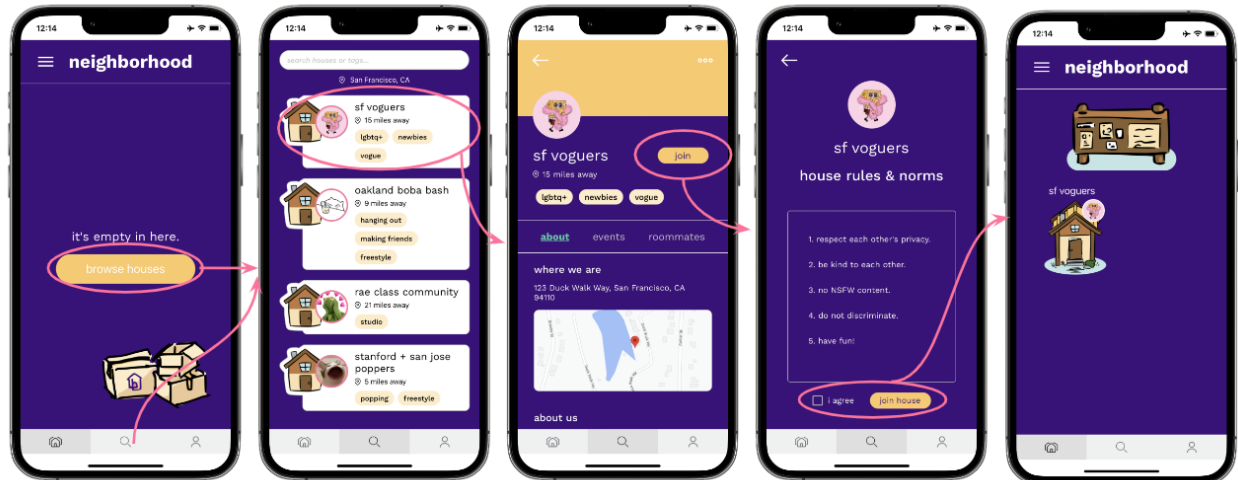 12:14
neighborhood
it's empty in here.
browse houses
12:14
search houses or tags...
San Francisco, CA
sf voguers
15 miles away
lgbtq+ newbies
vogue
oakland boba bash
9 miles away
hanging out
making friends
freestyle
rae class community
21 miles away
studio
stanford + san jose
poppers
5 miles away
popping freestyle
12:14
sf voguers
join
15 miles away
lgbtq+ newbies vogue
about events roommates
where we are
123 Duck Walk Way, San Francisco, CA
94110
about us
12:14
sf voguers
house rules & norms
1. respect each other's privacy.
2. be kind to each other.
3. no NSFW content.
4. do not discriminate.
5. have fun!
i agree join house
12:14
neighborhood
sf voguers